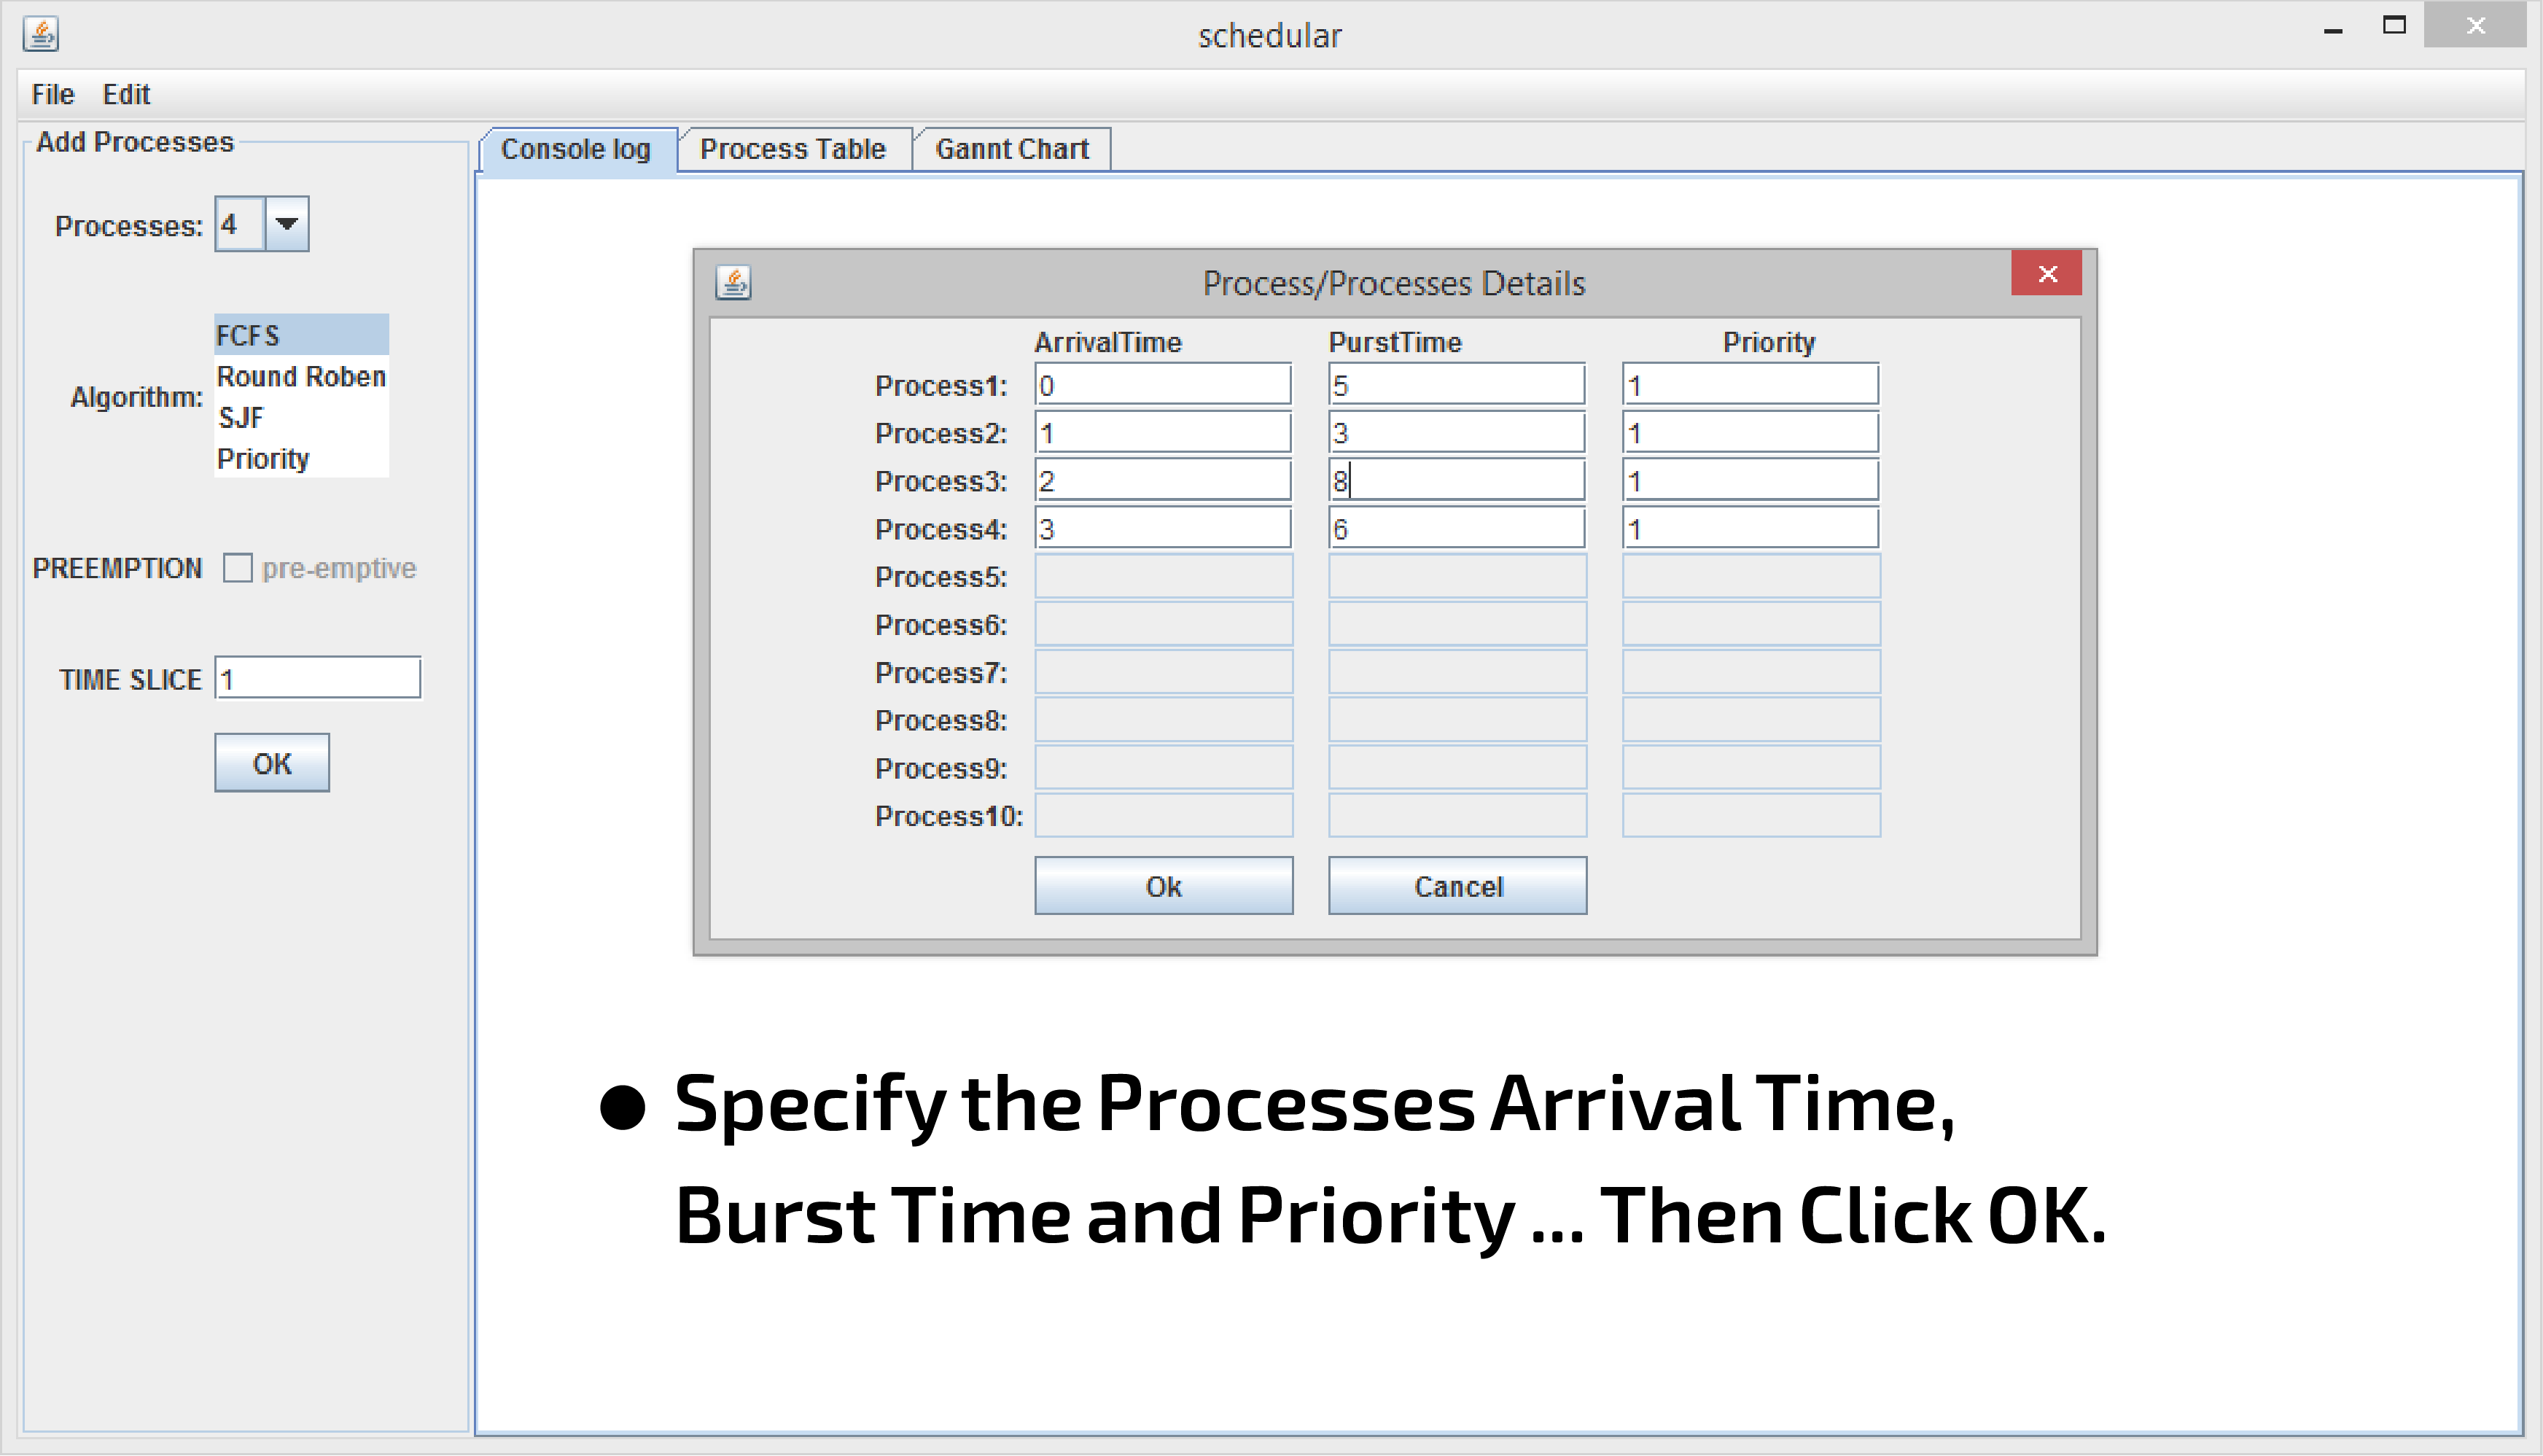 schedular
File Edit
Add Processes
Processes: 4
Algorithm:
FCFS
Round Roben
SJF
Priority
PREEMPTION pre-emptive
TIME SLICE 1
OK
Console log Process Table Gannt Chart
Process/Processes Details
ArrivalTime PurstTime Priority
Process1: 0 5 1
Process2: 1 3 1
Process3: 2 8 1
Process4: 3 6 1
Process5:
Process6:
Process7:
Process8:
Process9:
Process10:
Ok Cancel
● Specify the Processes Arrival Time,
Burst Time and Priority ... Then Click OK.